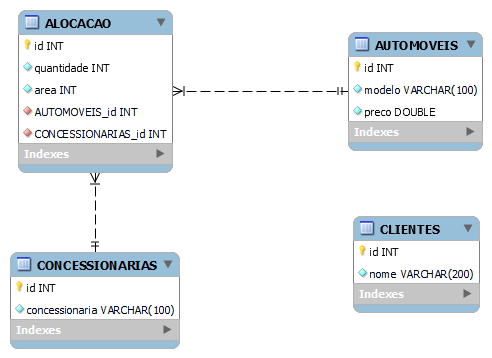 ALOCACAO
id INT
quantidade INT
area INT
AUTOMOVEIS_id INT
CONCESSIONARIAS_id INT
Indexes
AUTOMOVEIS
id INT
modelo VARCHAR(100)
preco DOUBLE
Indexes
CONCESSIONARIAS
id INT
concessionaria VARCHAR(100)
Indexes
CLIENTES
id INT
nome VARCHAR(200)
Indexes